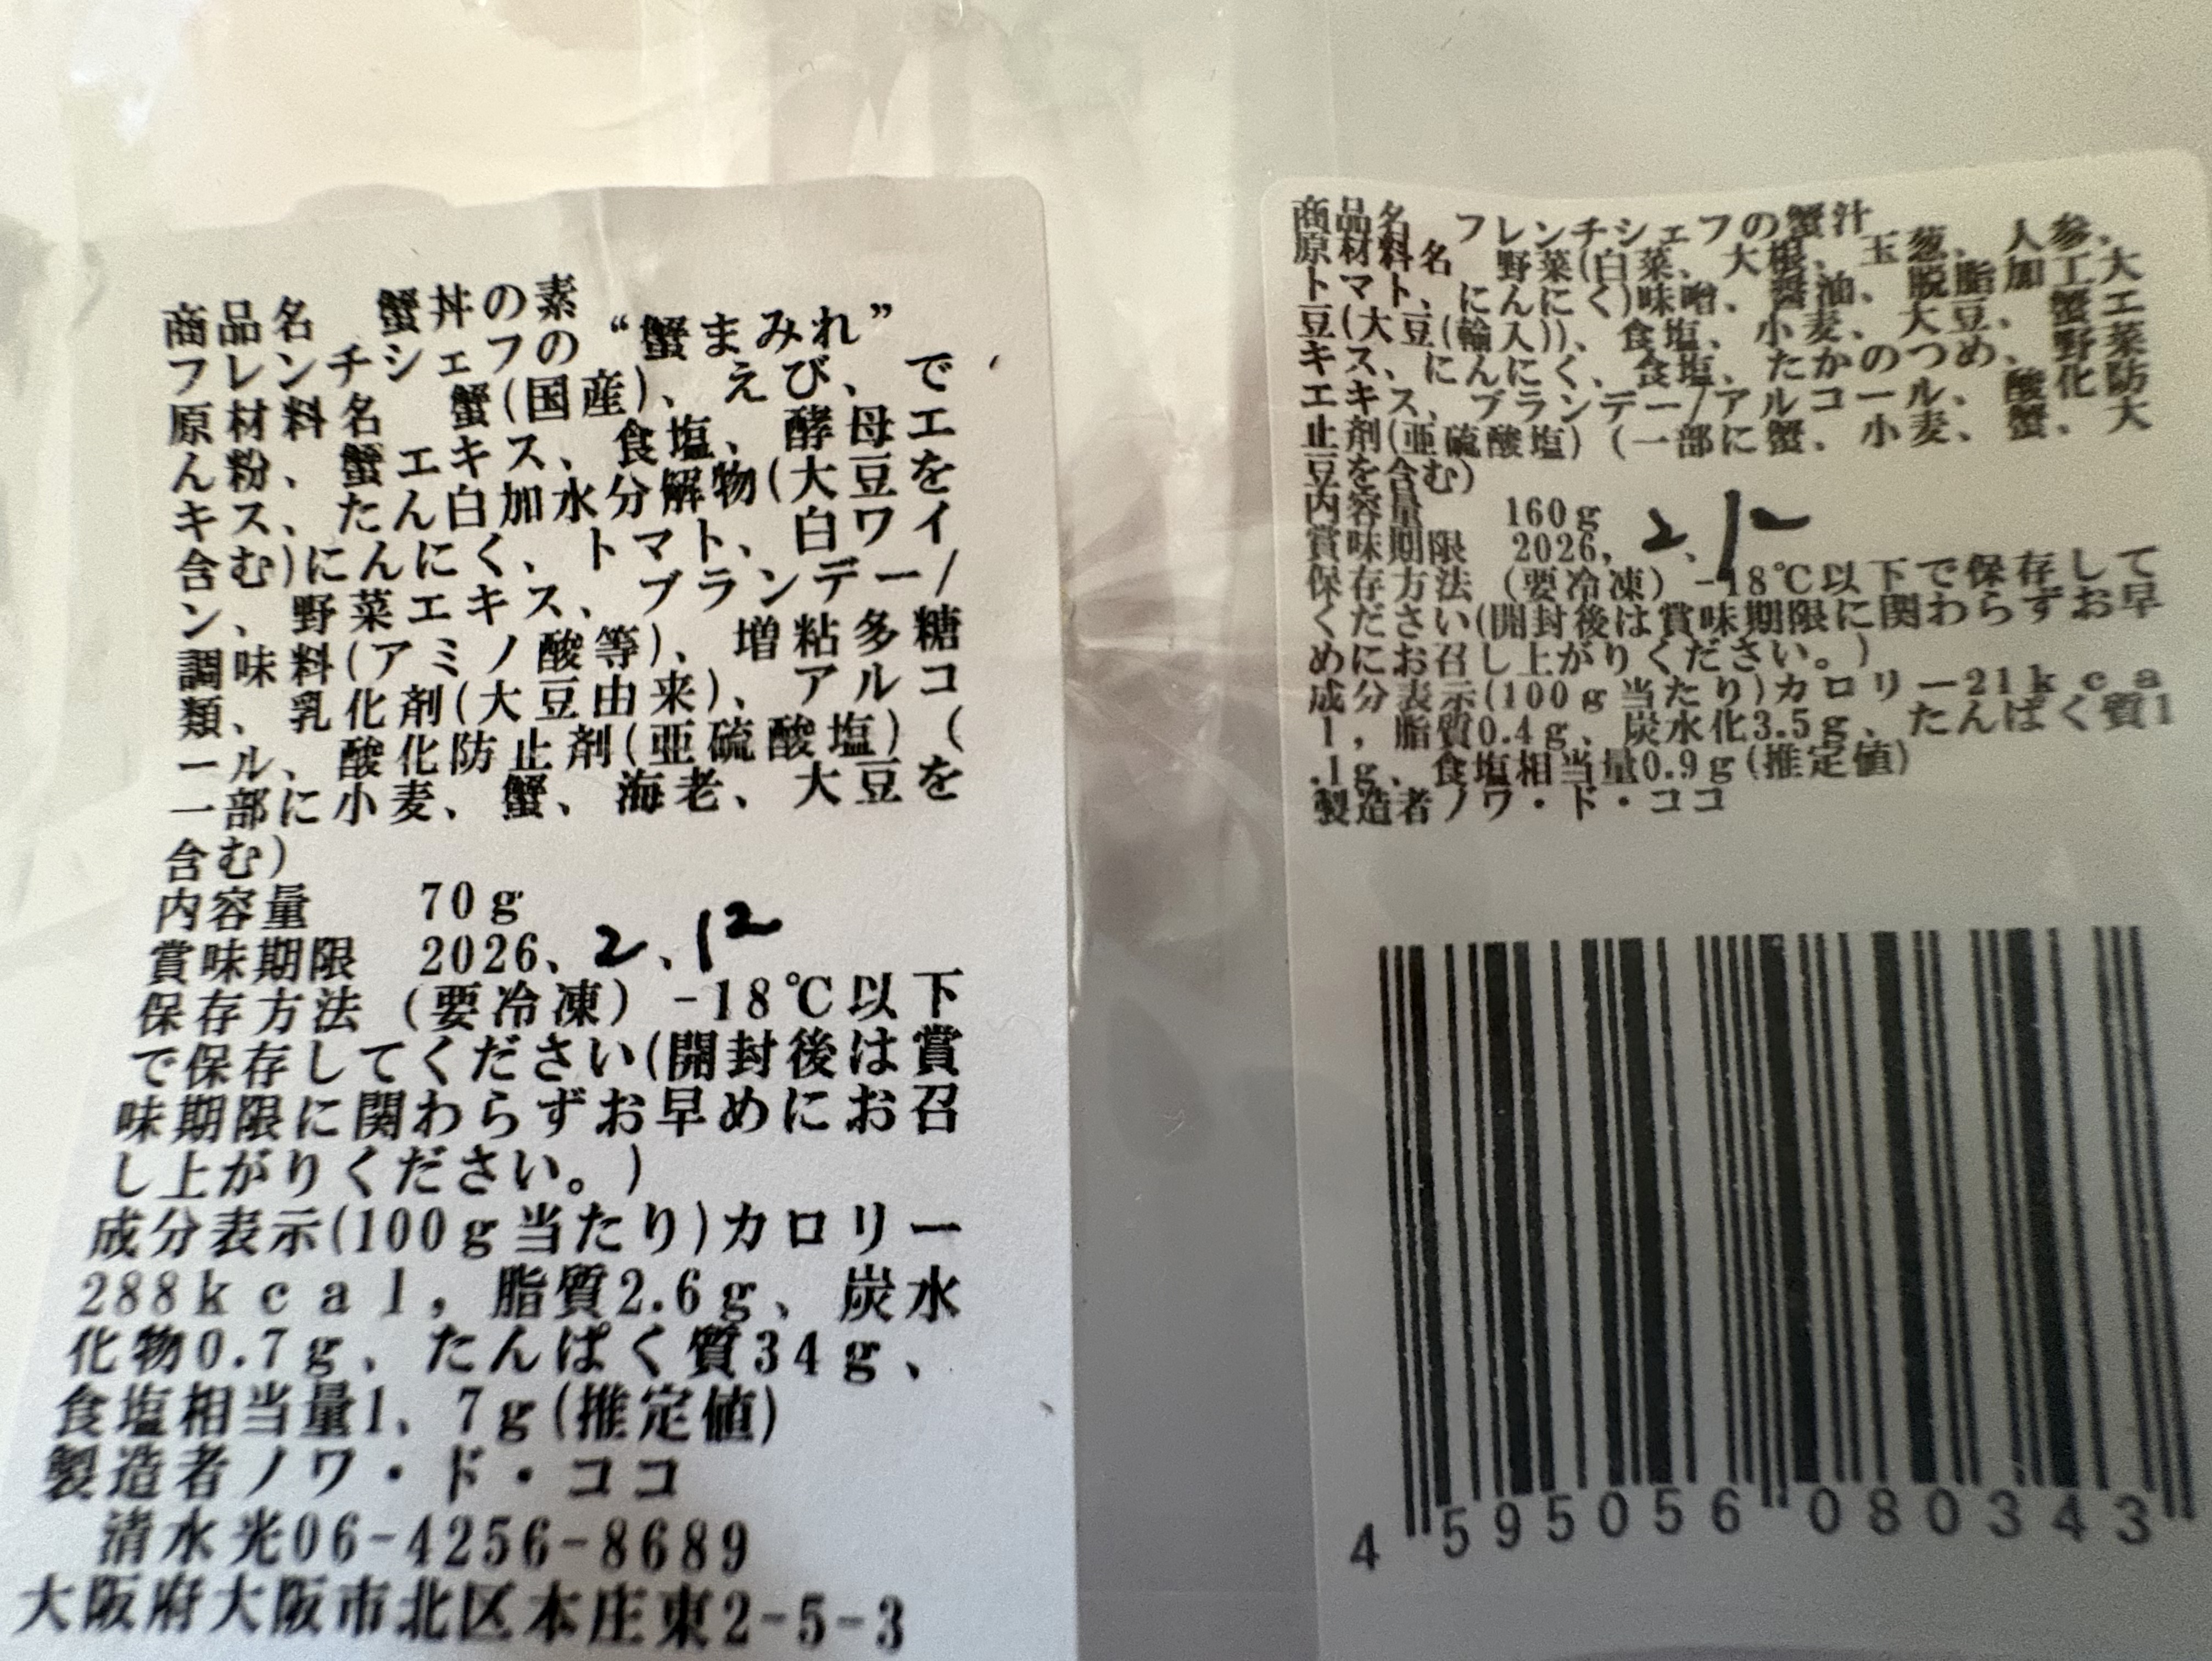 商品名　蟹丼の素
フレンチシェフの“蟹まみれ”
原材料名　蟹(国産)、えび、で
ん粉、蟹エキス、食塩、酵母エ
キス、たん白加水分解物(大豆を
含む)にんにく、トマト、白ワイ
ン、野菜エキス、ブランデー/
調味料(アミノ酸等)、増粘多糖
類、乳化剤(大豆由来)、アルコ
ール、酸化防止剤(亜硫酸塩)(
一部に小麦、蟹、海老、大豆を
含む)
内容量　70g
賞味期限　2026、2、12
保存方法（要冷凍）-18℃以下
で保存してください(開封後は賞
味期限に関わらずお早めにお召
し上がりください。)
成分表示(100g当たり)カロリー
288kcal，脂質2.6g、炭水
化物0.7g、たんぱく質34g、
食塩相当量1、7g(推定値)
製造者ノワ・ド・ココ
清水光06-4256-8689
大阪府大阪市北区本庄東2-5-3
商品名　フレンチシェフの蟹汁
原材料名　野菜(白菜、大根、玉葱、人参、
トマト、にんにく)味噌、醤油、脱脂加工大
豆(大豆(輸入))、食塩、小麦、大豆、蟹エ
キス、にんにく、食塩、たかのつめ、野菜
エキス、ブランデー/アルコール、酸化防
止剤(亜硫酸塩)(一部に蟹、小麦、蟹、大
豆を含む)
内容量　160g
賞味期限　2026，2、12
保存方法（要冷凍）-18℃以下で保存して
ください(開封後は賞味期限に関わらずお早
めにお召し上がりください。)
成分表示(100g当たり)カロリー21kca
l，脂質0.4g、炭水化3.5g、たんぱく質1
.1g、食塩相当量0.9g(推定値)
製造者ノワ・ド・ココ
4 595056 080343